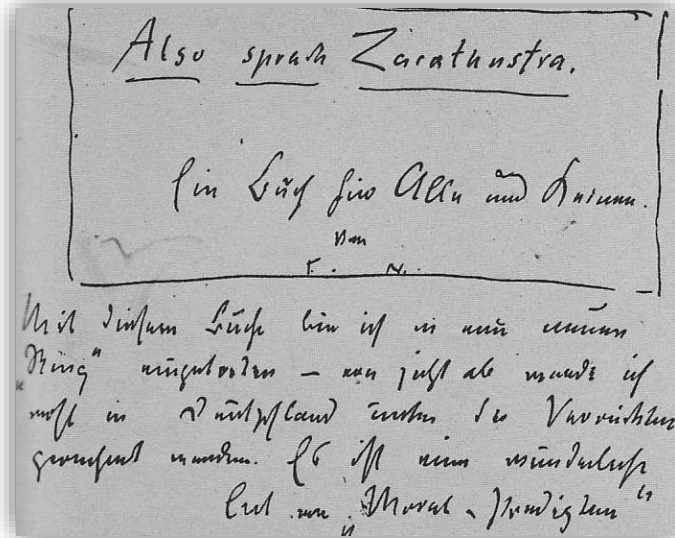 Also sprach Zarathustra.
Ein Buch für Alle und Keinen.
Von
F. N.
Mit diesem Buche bin ich in einen neuen
„Ring“ eingetreten — von jetzt ab werde ich
wohl in Deutschland unter die Verrückten
gerechnet werden. Es ist eine wunderliche
Art von „Moral-Predigten“